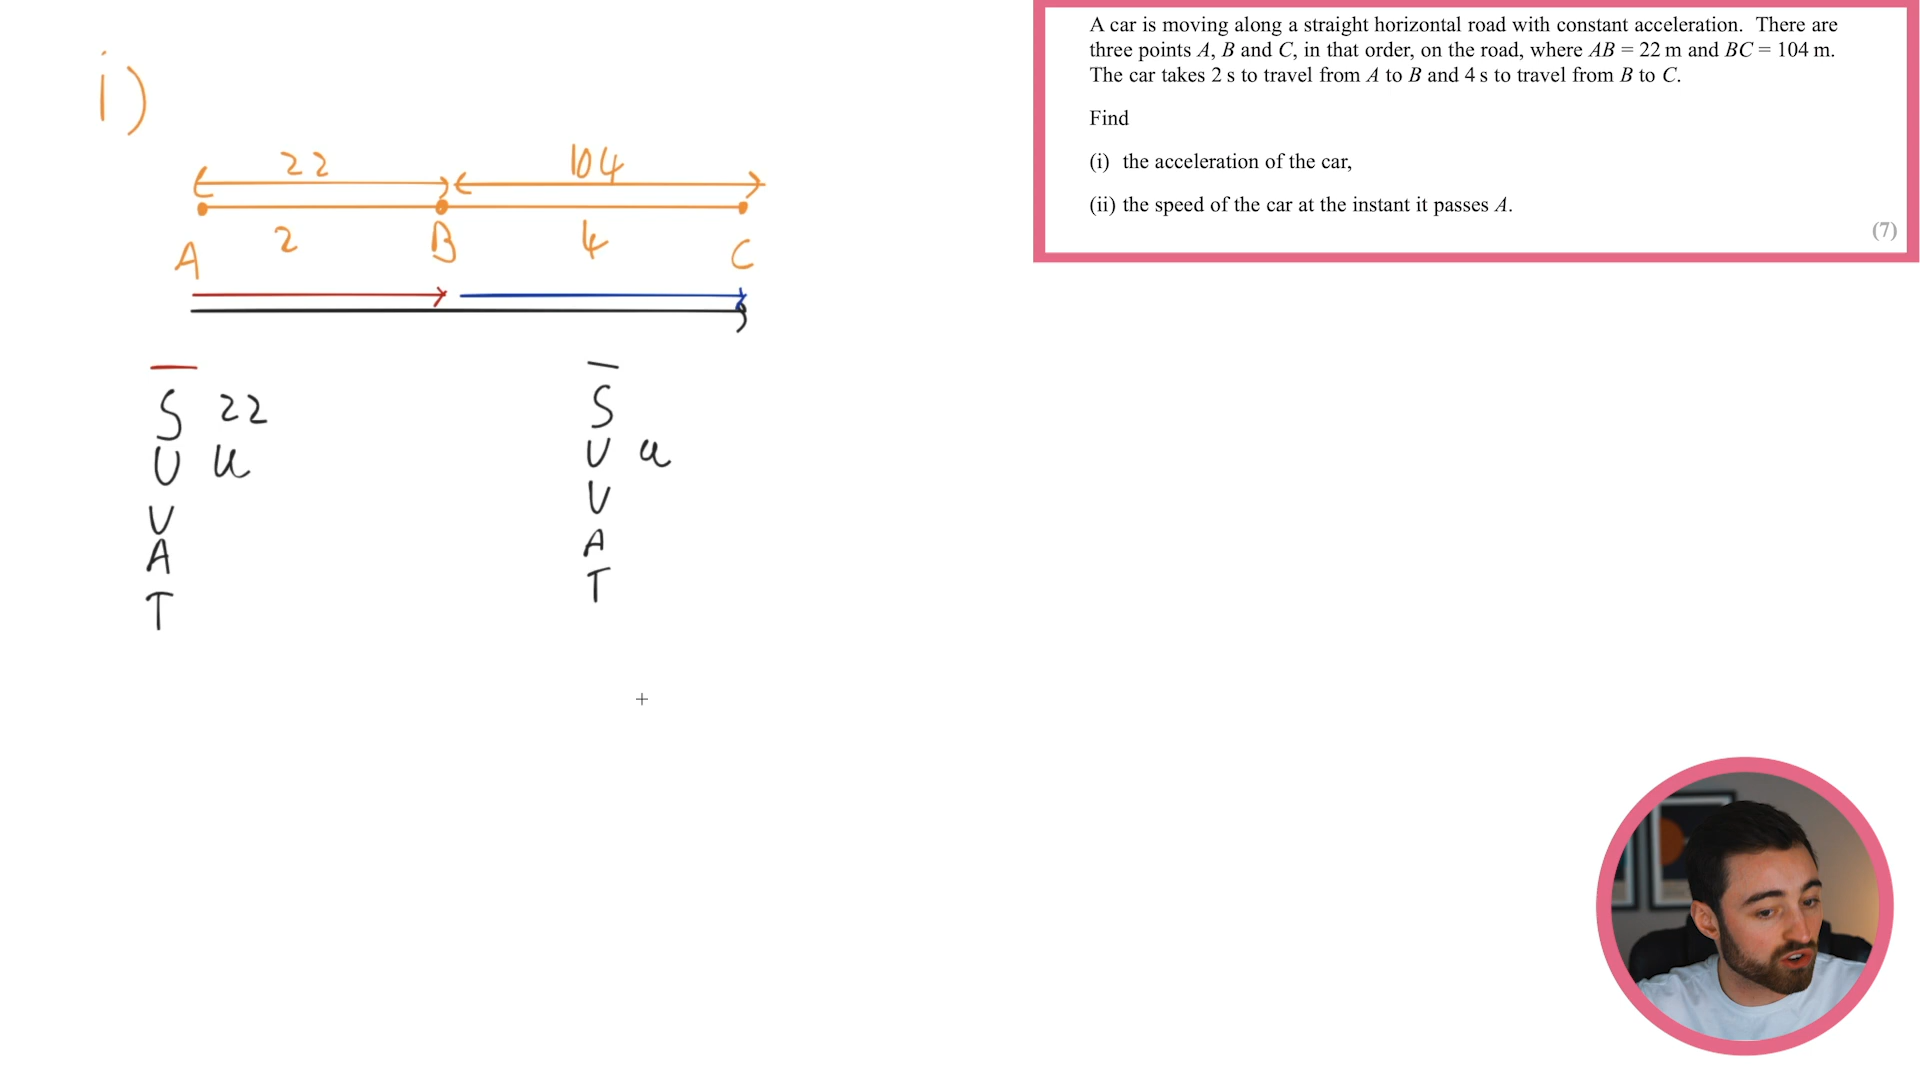 i)
22 104
A 2 B 4 C
S 22
U u
V
A
T
S
U u
V
A
T
A car is moving along a straight horizontal road with constant acceleration. There are
three points A, B and C, in that order, on the road, where AB = 22 m and BC = 104 m.
The car takes 2 s to travel from A to B and 4 s to travel from B to C.
Find
(i) the acceleration of the car,
(ii) the speed of the car at the instant it passes A.
(7)